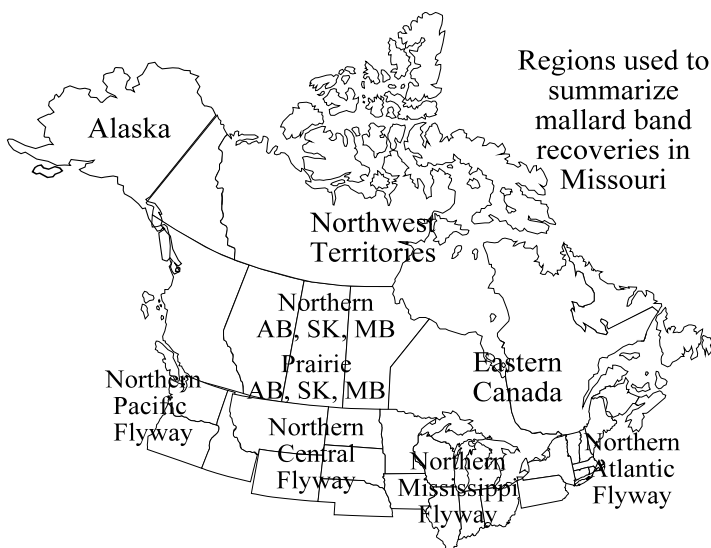 Regions used to
summarize
mallard band
recoveries in
Missouri
Alaska
Northwest
Territories
Northern
AB, SK, MB
Prairie
AB, SK, MB
Eastern
Canada
Northern
Pacific
Flyway
Northern
Central
Flyway
Northern
Mississippi
Flyway
Northern
Atlantic
Flyway